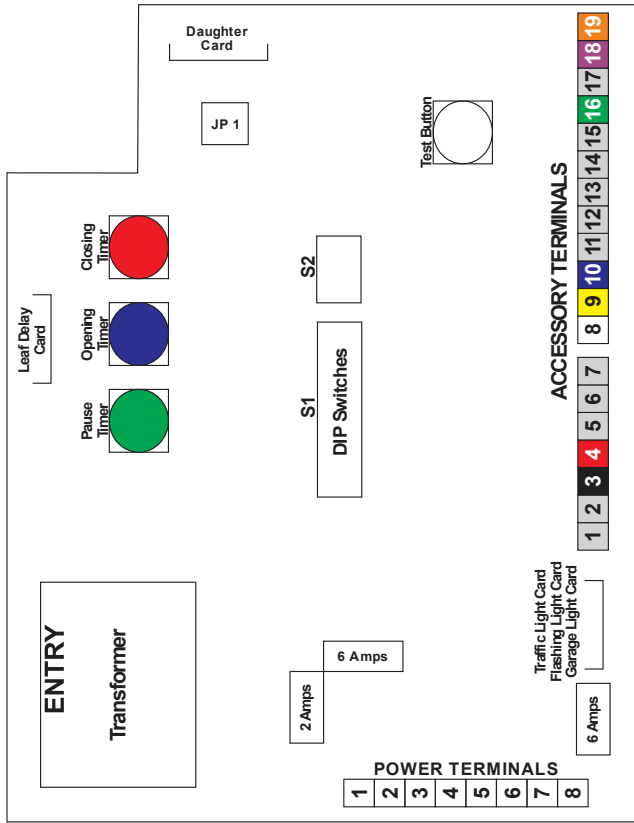 Daughter
Card
JP 1
Leaf Delay
Card
Closing
Timer
Opening
Timer
Pause
Timer
Test Button
S2
S1
DIP Switches
ENTRY
Transformer
2 Amps
6 Amps
6 Amps
Traffic Light Card
Flashing Light Card
Garage Light Card
POWER TERMINALS
1
2
3
4
5
6
7
8
ACCESSORY TERMINALS
1 2 3 4 5 6 7 8 9 10 11 12 13 14 15 16 17 18 19